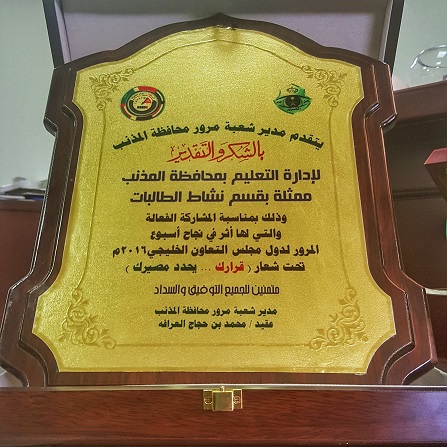 يتقدم مدير شعبة مرور محافظة المذنب
بالشكر والتقدير
لإدارة التعليم بمحافظة المذنب
ممثلة بقسم نشاط الطالبات
وذلك بمناسبة المشاركة الفعالة
والتي لها أثر في نجاح أسبوع
المرور لدول مجلس التعاون الخليجي ٢٠١٦م
تحت شعار ( قرارك ... يحدد مصيرك )
متمنين للجميع التوفيق والسداد
مدير شعبة مرور محافظة المذنب
عقيد / محمد بن حجاج العرافه